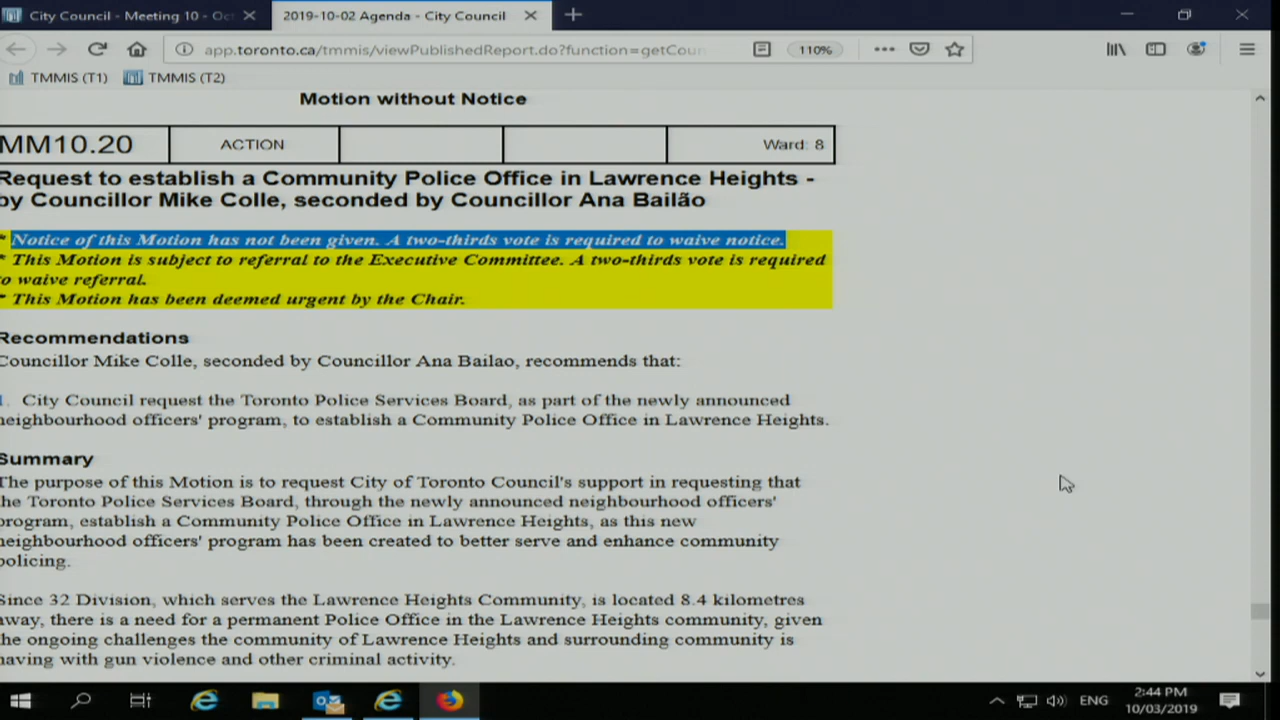 City Council - Meeting 10 - Oc
2019-10-02 Agenda - City Council
app.toronto.ca/tmmis/viewPublishedReport.do?function=getCou
110%
TMMIS (T1) TMMIS (T2)
Motion without Notice
MM10.20 ACTION Ward: 8
Request to establish a Community Police Office in Lawrence Heights -
by Councillor Mike Colle, seconded by Councillor Ana Bailão
* Notice of this Motion has not been given. A two-thirds vote is required to waive notice.
* This Motion is subject to referral to the Executive Committee. A two-thirds vote is required
to waive referral.
* This Motion has been deemed urgent by the Chair.
Recommendations
Councillor Mike Colle, seconded by Councillor Ana Bailao, recommends that:
1. City Council request the Toronto Police Services Board, as part of the newly announced
neighbourhood officers' program, to establish a Community Police Office in Lawrence Heights.
Summary
The purpose of this Motion is to request City of Toronto Council's support in requesting that
the Toronto Police Services Board, through the newly announced neighbourhood officers'
program, establish a Community Police Office in Lawrence Heights, as this new
neighbourhood officers' program has been created to better serve and enhance community
policing.
Since 32 Division, which serves the Lawrence Heights Community, is located 8.4 kilometres
away, there is a need for a permanent Police Office in the Lawrence Heights community, given
the ongoing challenges the community of Lawrence Heights and surrounding community is
having with gun violence and other criminal activity.
ENG
2:44 PM
10/03/2019